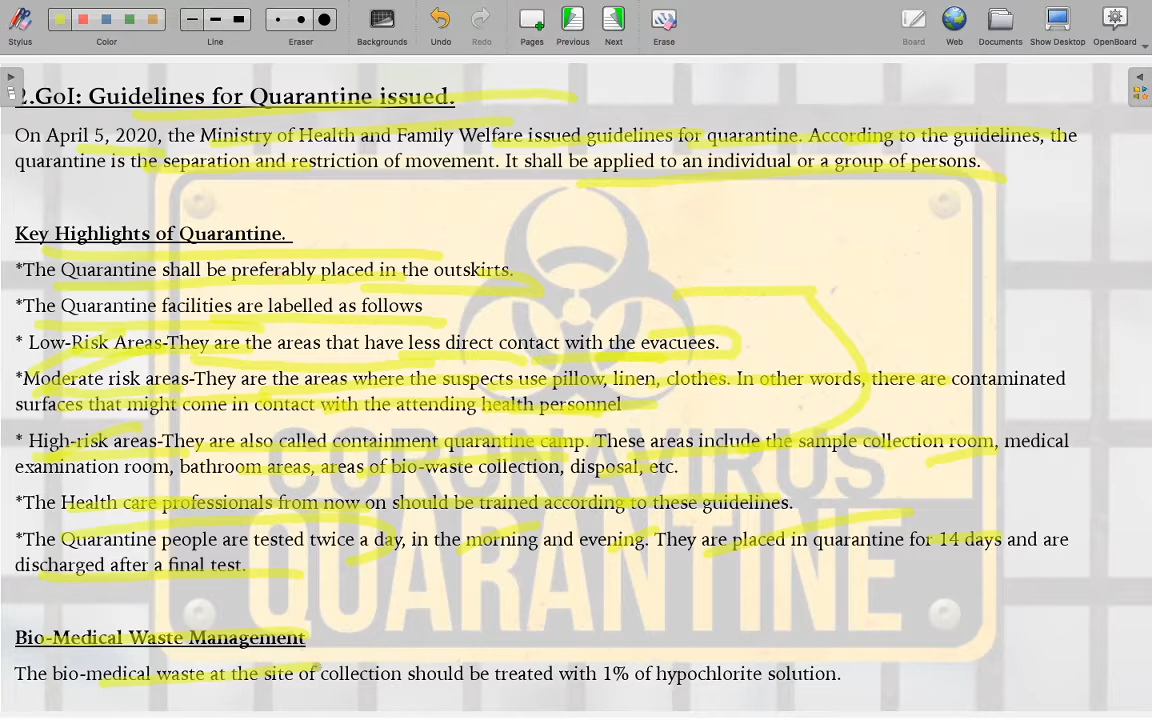 Stylus
Color
Line
Eraser
Backgrounds
Undo
Redo
Pages
Previous
Next
Erase
Board
Web
Documents
Show Desktop
OpenBoard
2.GoI: Guidelines for Quarantine issued.
On April 5, 2020, the Ministry of Health and Family Welfare issued guidelines for quarantine. According to the guidelines, the
quarantine is the separation and restriction of movement. It shall be applied to an individual or a group of persons.
Key Highlights of Quarantine.
*The Quarantine shall be preferably placed in the outskirts.
*The Quarantine facilities are labelled as follows
* Low-Risk Areas-They are the areas that have less direct contact with the evacuees.
*Moderate risk areas-They are the areas where the suspects use pillow, linen, clothes. In other words, there are contaminated
surfaces that might come in contact with the attending health personnel
* High-risk areas-They are also called containment quarantine camp. These areas include the sample collection room, medical
examination room, bathroom areas, areas of bio-waste collection, disposal, etc.
*The Health care professionals from now on should be trained according to these guidelines.
*The Quarantine people are tested twice a day, in the morning and evening. They are placed in quarantine for 14 days and are
discharged after a final test.
Bio-Medical Waste Management
The bio-medical waste at the site of collection should be treated with 1% of hypochlorite solution.
CORONAVIRUS
QUARANTINE